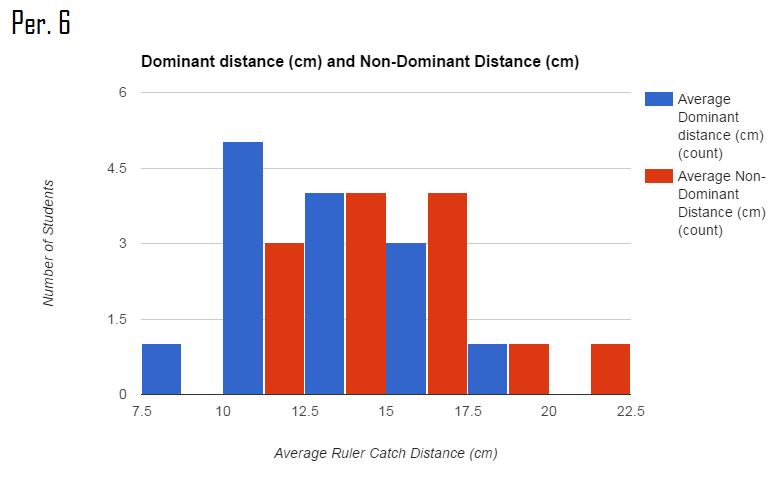 Per. 6
Dominant distance (cm) and Non-Dominant Distance (cm)
6
4.5
3
1.5
0
Number of Students
7.5
10
12.5
15
17.5
20
22.5
Average Ruler Catch Distance (cm)
Average
Dominant
distance (cm)
(count)
Average Non-
Dominant
Distance (cm)
(count)